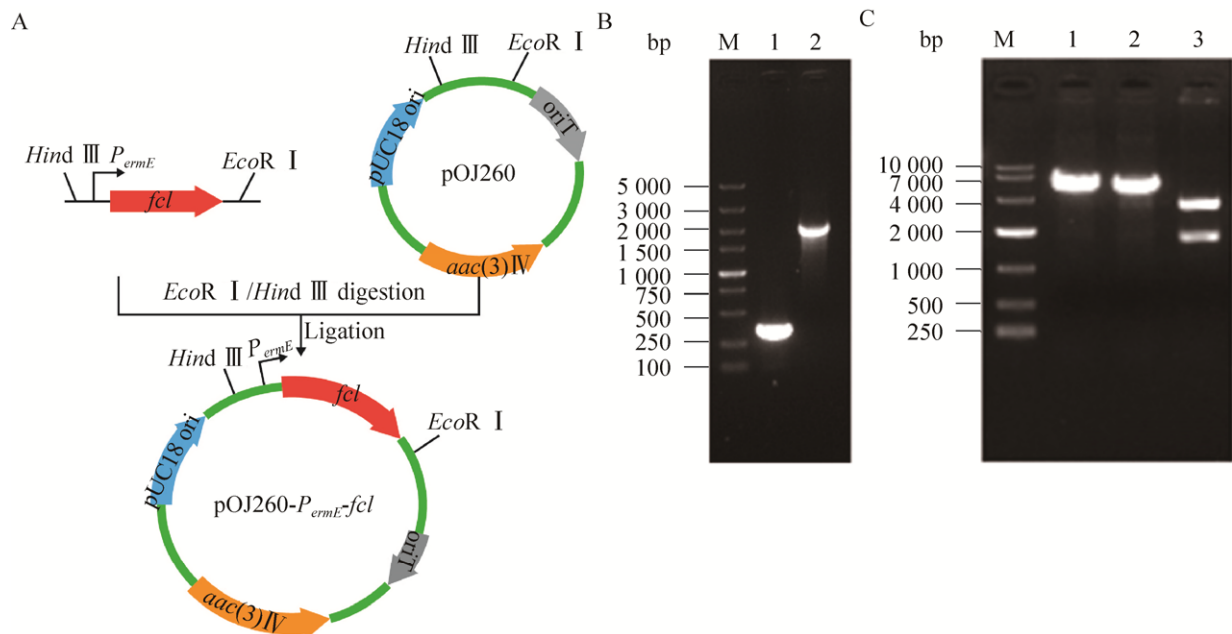 A
Hind Ⅲ
EcoR Ⅰ
pUC18 ori
oriT
pOJ260
aac(3)Ⅳ
Hind Ⅲ
P_ermE
EcoR Ⅰ
fcl
EcoR Ⅰ /Hind Ⅲ digestion
Ligation
Hind Ⅲ
P_ermE
fcl
EcoR Ⅰ
pUC18 ori
pOJ260-P_ermE-fcl
oriT
aac(3)Ⅳ
B
bp M 1 2
5 000
3 000
2 000
1 500
1 000
750
500
250
100
C
bp M 1 2 3
10 000
7 000
4 000
2 000
1 000
500
250